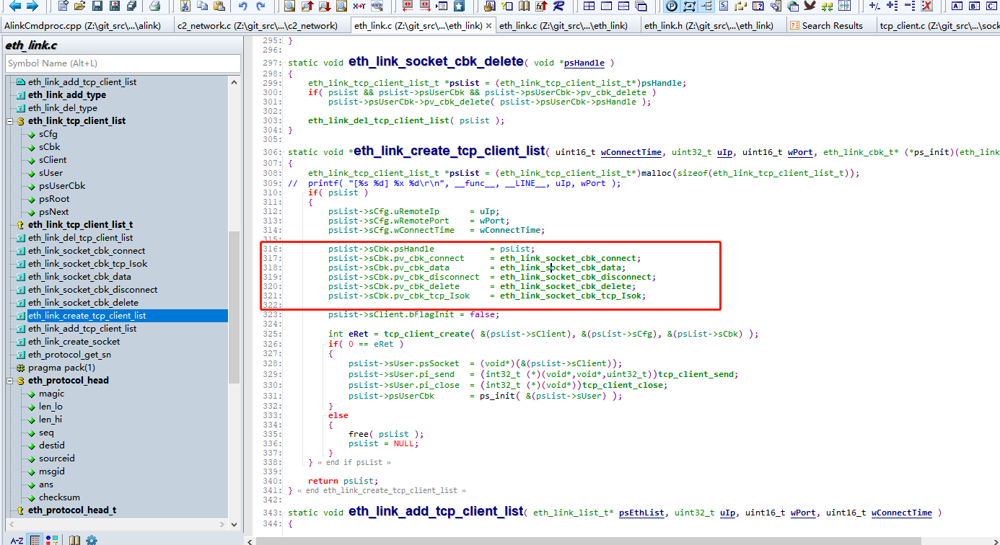 AlinkCmdproc.cpp (Z:\git_src\...\alink)
c2_network.c (Z:\git_src\...\c2_network)
eth_link.c (Z:\git_src\...\eth_link)
eth_link.c (Z:\git_src\...\eth_link)
eth_link.h (Z:\git_src\...\eth_link)
Search Results
tcp_client.c (Z:\git_src\...\sock
eth_link.c
Symbol Name (Alt+L)
eth_link_add_tcp_client_list
eth_link_add_type
eth_link_del_type
eth_link_tcp_client_list
sCfg
sCbk
sClient
sUser
psUserCbk
psRoot
psNext
eth_link_tcp_client_list_t
eth_link_del_tcp_client_list
eth_link_socket_cbk_connect
eth_link_socket_cbk_tcp_Isok
eth_link_socket_cbk_data
eth_link_socket_cbk_disconnect
eth_link_socket_cbk_delete
eth_link_create_tcp_client_list
eth_link_add_tcp_client_list
eth_link_create_socket
eth_protocol_get_sn
pragma pack(1)
eth_protocol_head
magic
len_lo
len_hi
seq
destid
sourceid
msgid
ans
checksum
eth_protocol_head_t
A-Z
295: }
296:
297: static void eth_link_socket_cbk_delete( void *psHandle )
298: {
299: eth_link_tcp_client_list_t *psList = (eth_link_tcp_client_list_t*)psHandle;
300: if( psList && psList->psUserCbk && psList->psUserCbk->pv_cbk_delete )
301: psList->psUserCbk->pv_cbk_delete( psList->psUserCbk->psHandle );
302:
303: eth_link_del_tcp_client_list( psList );
304: }
305:
306: static void *eth_link_create_tcp_client_list( uint16_t wConnectTime, uint32_t uIp, uint16_t wPort, eth_link_cbk_t* (*ps_init)(eth_link
307: {
308: eth_link_tcp_client_list_t *psList = (eth_link_tcp_client_list_t*)malloc(sizeof(eth_link_tcp_client_list_t));
309: // printf( "[%s %d] %x %d\r\n", __func__, __LINE__, uIp, wPort );
310: if( psList )
311: {
312: psList->sCfg.uRemoteIp = uIp;
313: psList->sCfg.wRemotePort = wPort;
314: psList->sCfg.wConnectTime = wConnectTime;
315:
316: psList->sCbk.psHandle = psList;
317: psList->sCbk.pv_cbk_connect = eth_link_socket_cbk_connect;
318: psList->sCbk.pv_cbk_data = eth_link_socket_cbk_data;
319: psList->sCbk.pv_cbk_disconnect = eth_link_socket_cbk_disconnect;
320: psList->sCbk.pv_cbk_delete = eth_link_socket_cbk_delete;
321: psList->sCbk.pv_cbk_tcp_Isok = eth_link_socket_cbk_tcp_Isok;
322:
323: psList->sClient.bFlagInit = false;
324:
325: int eRet = tcp_client_create( &(psList->sClient), &(psList->sCfg), &(psList->sCbk) );
326: if( 0 == eRet )
327: {
328: psList->sUser.psSocket = (void*)(&(psList->sClient));
329: psList->sUser.pi_send = (int32_t (*)(void*,void*,uint32_t))tcp_client_send;
330: psList->sUser.pi_close = (int32_t (*)(void*))tcp_client_close;
331: psList->psUserCbk = ps_init( &(psList->sUser) );
332: }
333: else
334: {
335: free( psList );
336: psList = NULL;
337: }
338: } « end if psList »
339:
340: return psList;
341: } « end eth_link_create_tcp_client_list »
342:
343: static void eth_link_add_tcp_client_list( eth_link_list_t* psEthList, uint32_t uIp, uint16_t wPort, uint16_t wConnectTime )
344: {